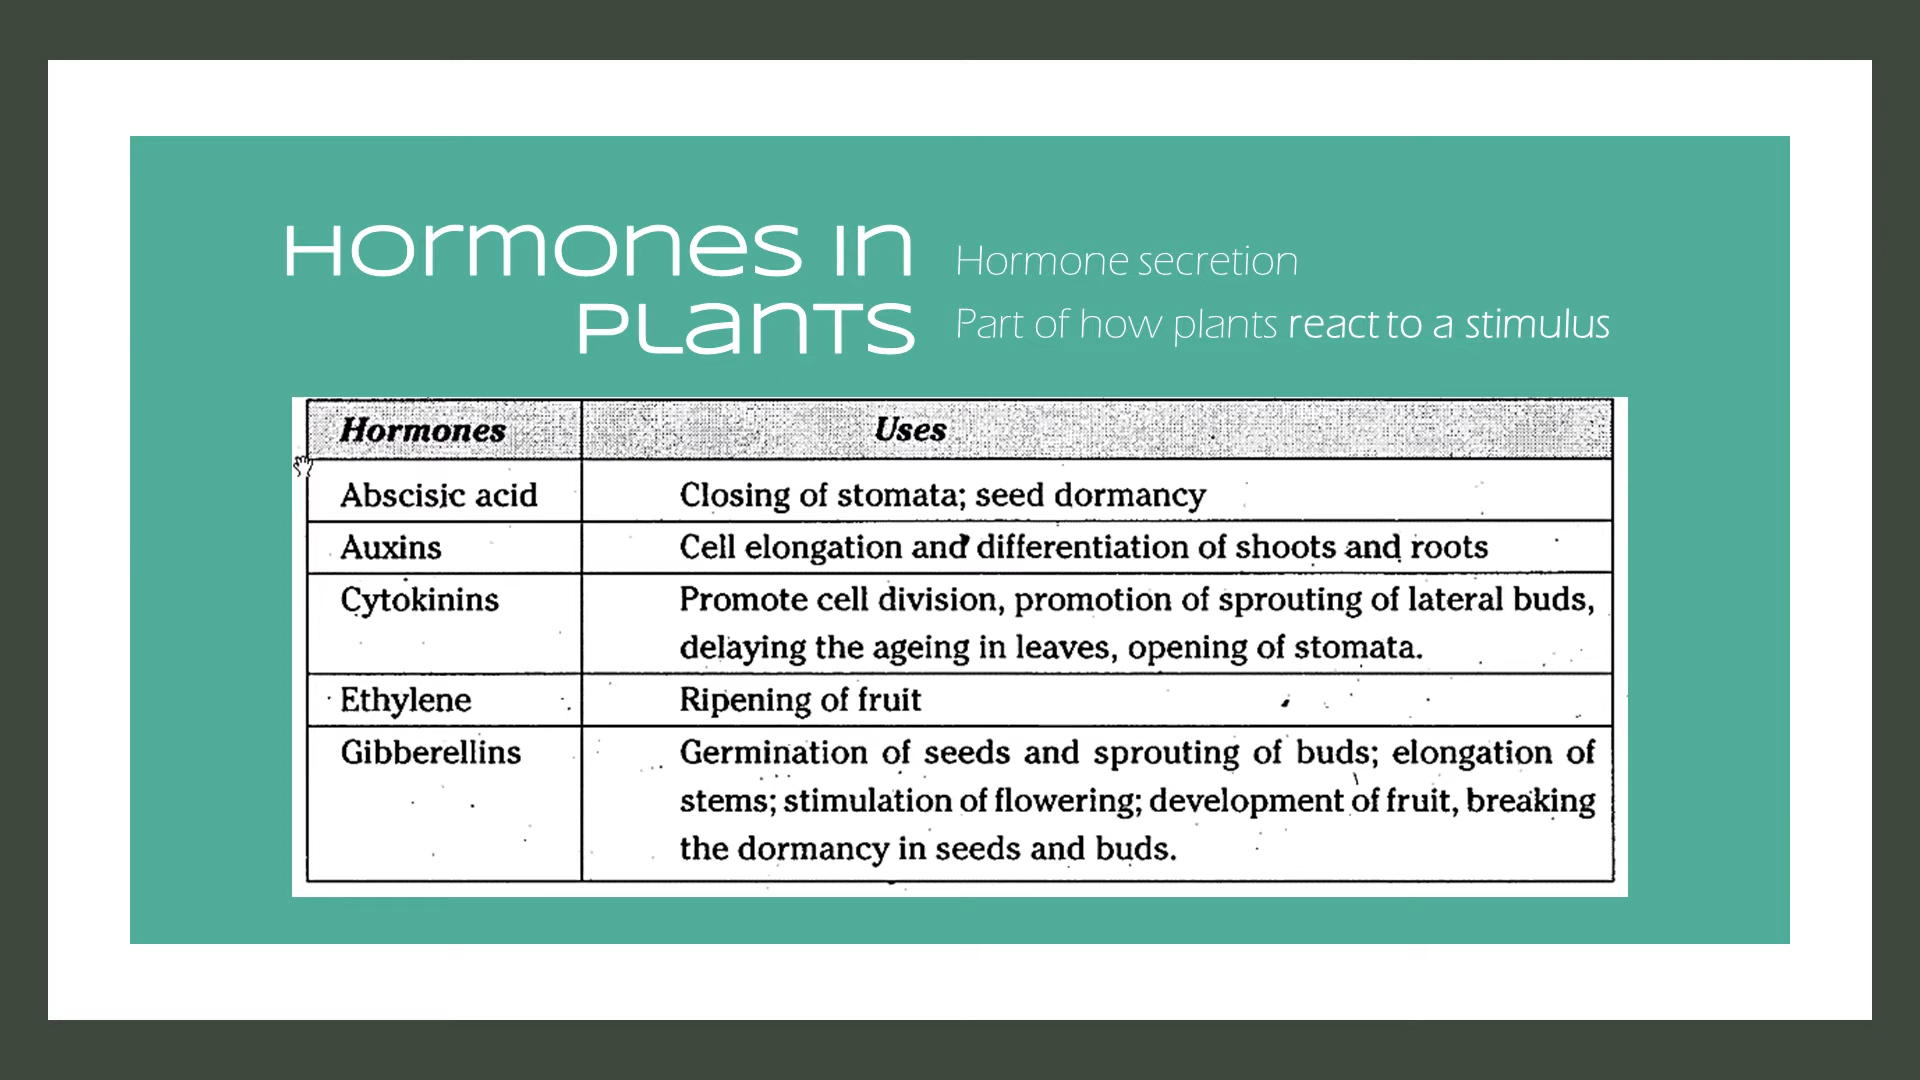 Hormones in
Plants
Hormone secretion
Part of how plants react to a stimulus
Hormones Uses
Abscisic acid Closing of stomata; seed dormancy
Auxins Cell elongation and differentiation of shoots and roots
Cytokinins Promote cell division, promotion of sprouting of lateral buds,
delaying the ageing in leaves, opening of stomata.
Ethylene Ripening of fruit
Gibberellins Germination of seeds and sprouting of buds; elongation of
stems; stimulation of flowering; development of fruit, breaking
the dormancy in seeds and buds.